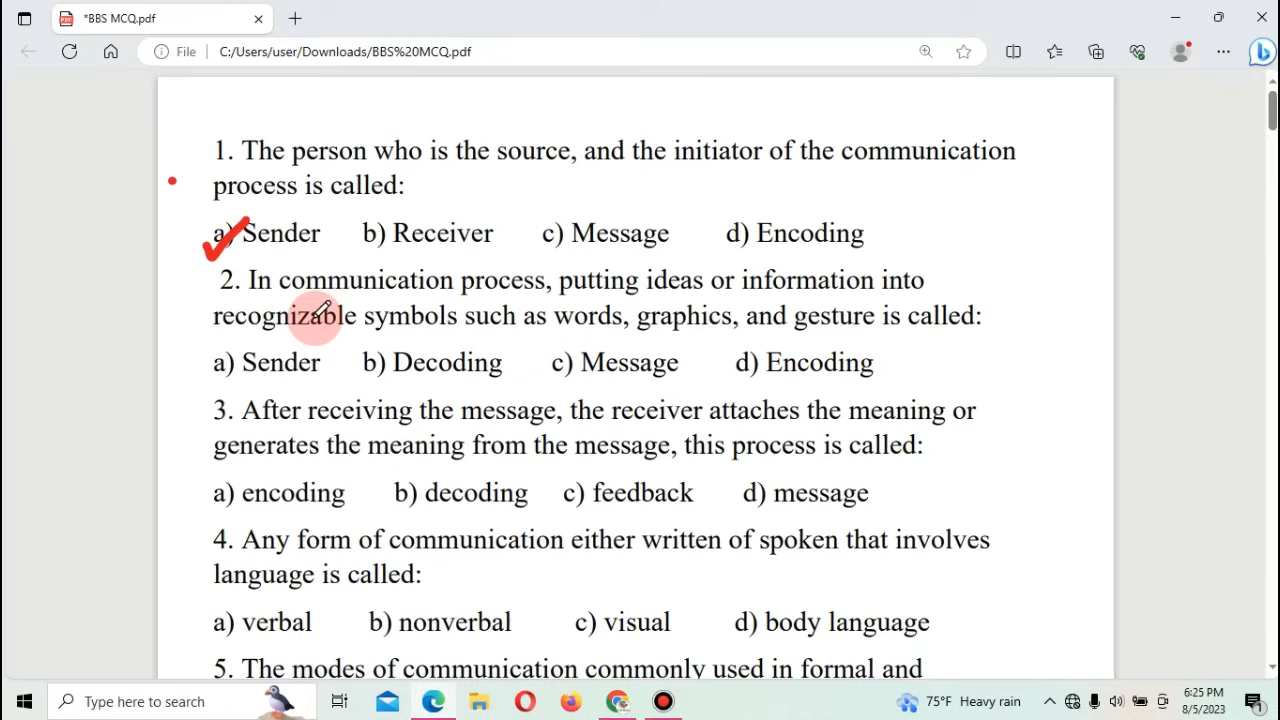 *BBS MCQ.pdf
File
C:/Users/user/Downloads/BBS%20MCQ.pdf
1. The person who is the source, and the initiator of the communication
process is called:
a) Sender b) Receiver c) Message d) Encoding
2. In communication process, putting ideas or information into
recognizable symbols such as words, graphics, and gesture is called:
a) Sender b) Decoding c) Message d) Encoding
3. After receiving the message, the receiver attaches the meaning or
generates the meaning from the message, this process is called:
a) encoding b) decoding c) feedback d) message
4. Any form of communication either written of spoken that involves
language is called:
a) verbal b) nonverbal c) visual d) body language
5. The modes of communication commonly used in formal and
Type here to search
75°F Heavy rain
6:25 PM
8/5/2023